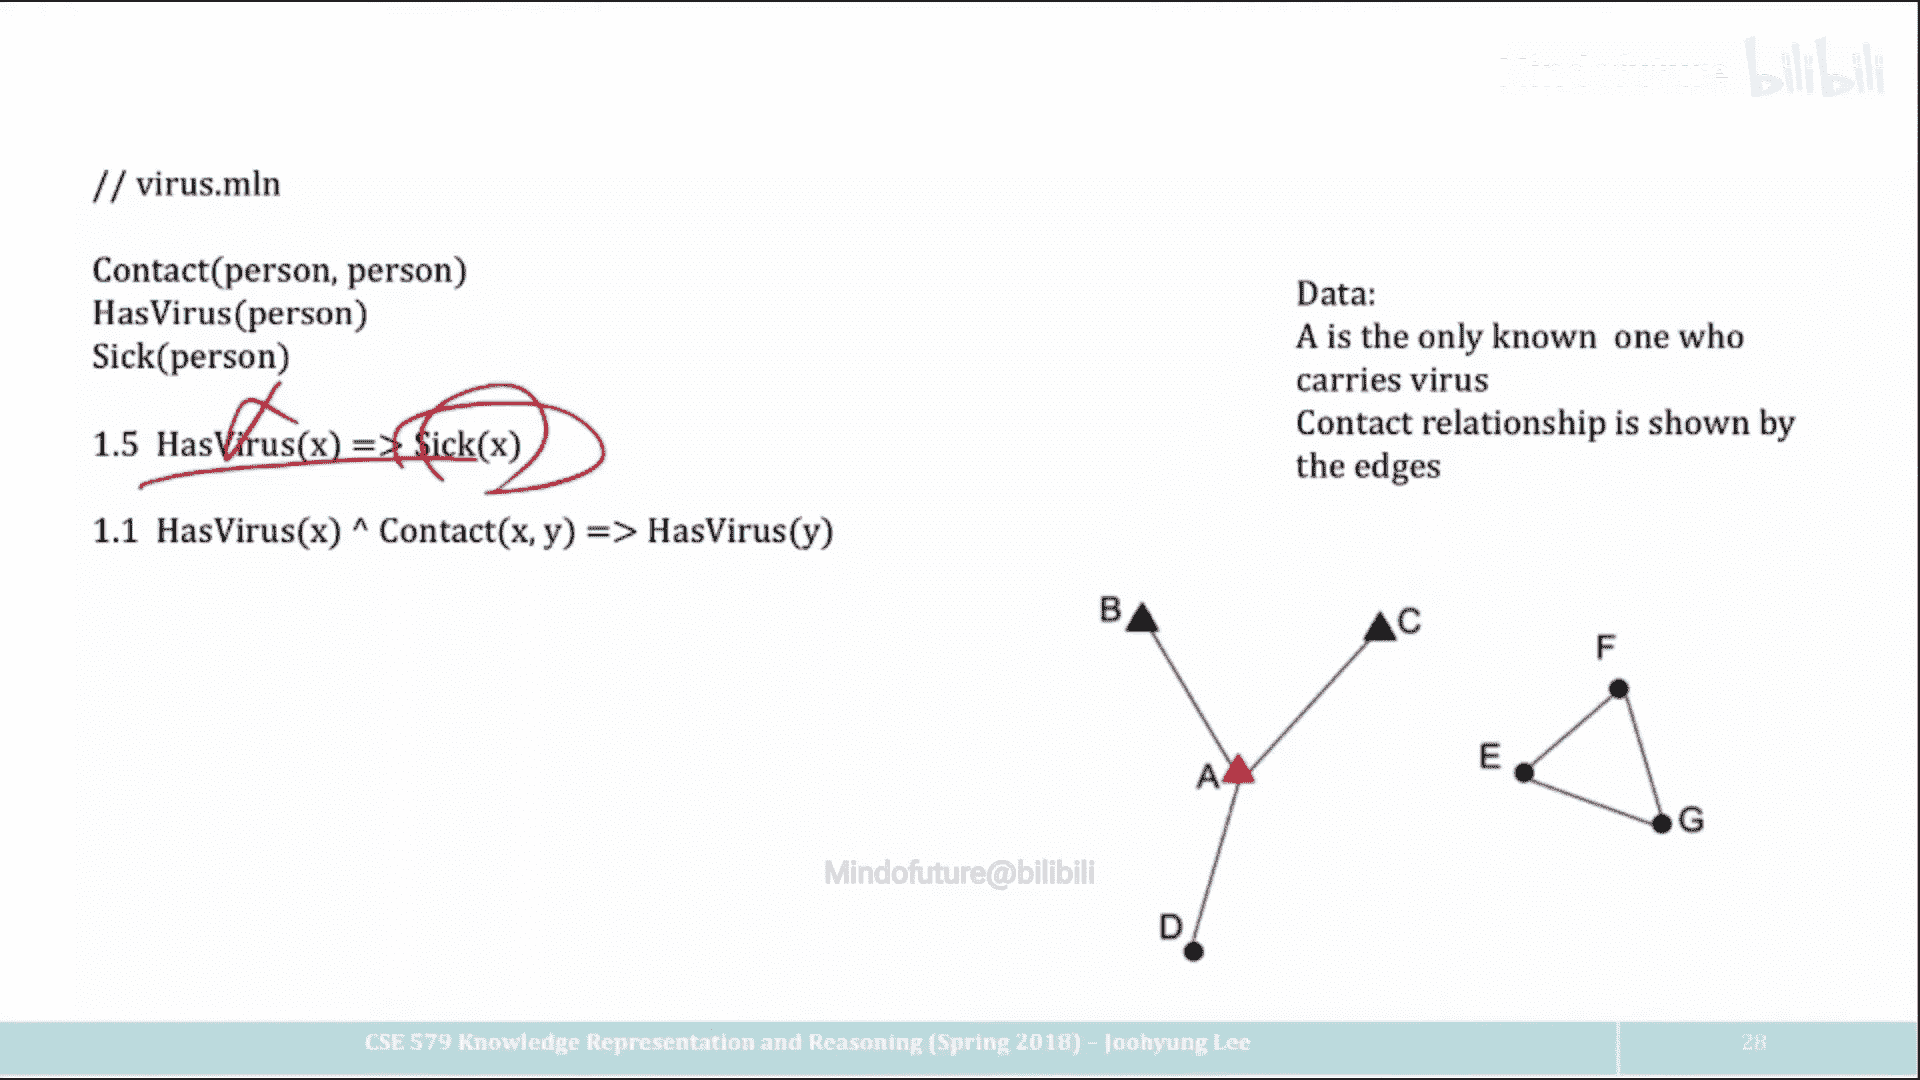 bilibili
// virus.mln
Contact(person, person)
HasVirus(person)
Sick(person)
1.5 HasVirus(x) => Sick(x)
1.1 HasVirus(x) ^ Contact(x, y) => HasVirus(y)
Data:
A is the only known one who
carries virus
Contact relationship is shown by
the edges
B
C
F
E
A
G
Mindofuture@bilibili
D
CSE 579 Knowledge Representation and Reasoning (Spring 2018) – Joohyung Lee
28